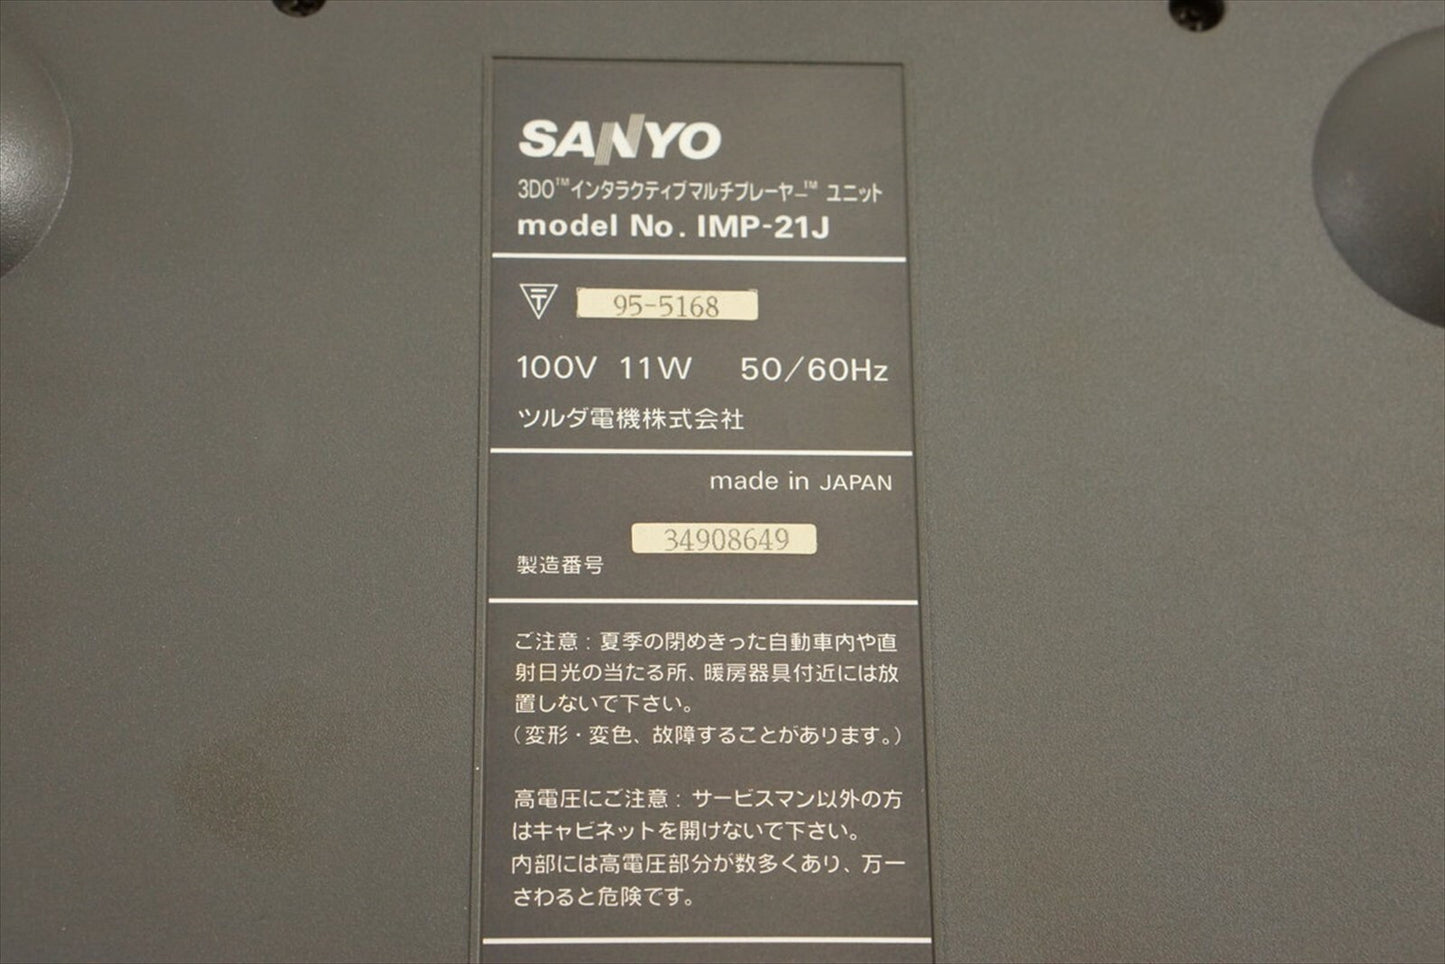 SANYO
3DO™インタラクティブマルチプレーヤー™ ユニット
model No. IMP-21J
〒 95-5168
100V 11W 50/60Hz
ツルダ電機株式会社
made in JAPAN
34908649
製造番号
ご注意：夏季の閉めきった自動車内や直
射日光の当たる所、暖房器具付近には放
置しないで下さい。
（変形・変色、故障することがあります。）
高電圧にご注意：サービスマン以外の方
はキャビネットを開けないで下さい。
内部には高電圧部分が数多くあり、万一
さわると危険です。